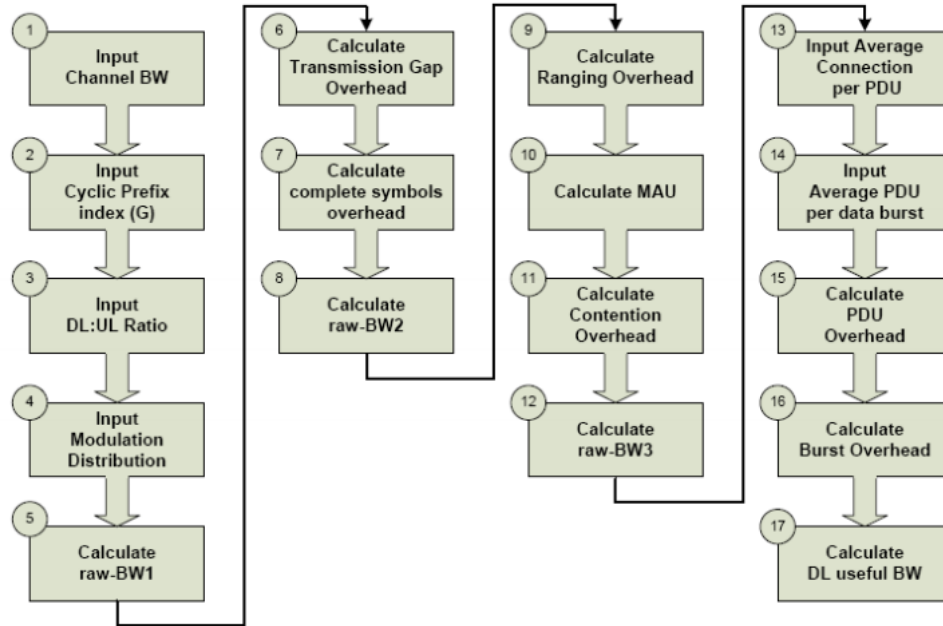 1
Input
Channel BW
2
Input
Cyclic Prefix
index (G)
3
Input
DL:UL Ratio
4
Input
Modulation
Distribution
5
Calculate
raw-BW1
6
Calculate
Transmission Gap
Overhead
7
Calculate
complete symbols
overhead
8
Calculate
raw-BW2
9
Calculate
Ranging Overhead
10
Calculate MAU
11
Calculate
Contention
Overhead
12
Calculate
raw-BW3
13
Input Average
Connection
per PDU
14
Input
Average PDU
per data burst
15
Calculate
PDU
Overhead
16
Calculate
Burst Overhead
17
Calculate
DL useful BW